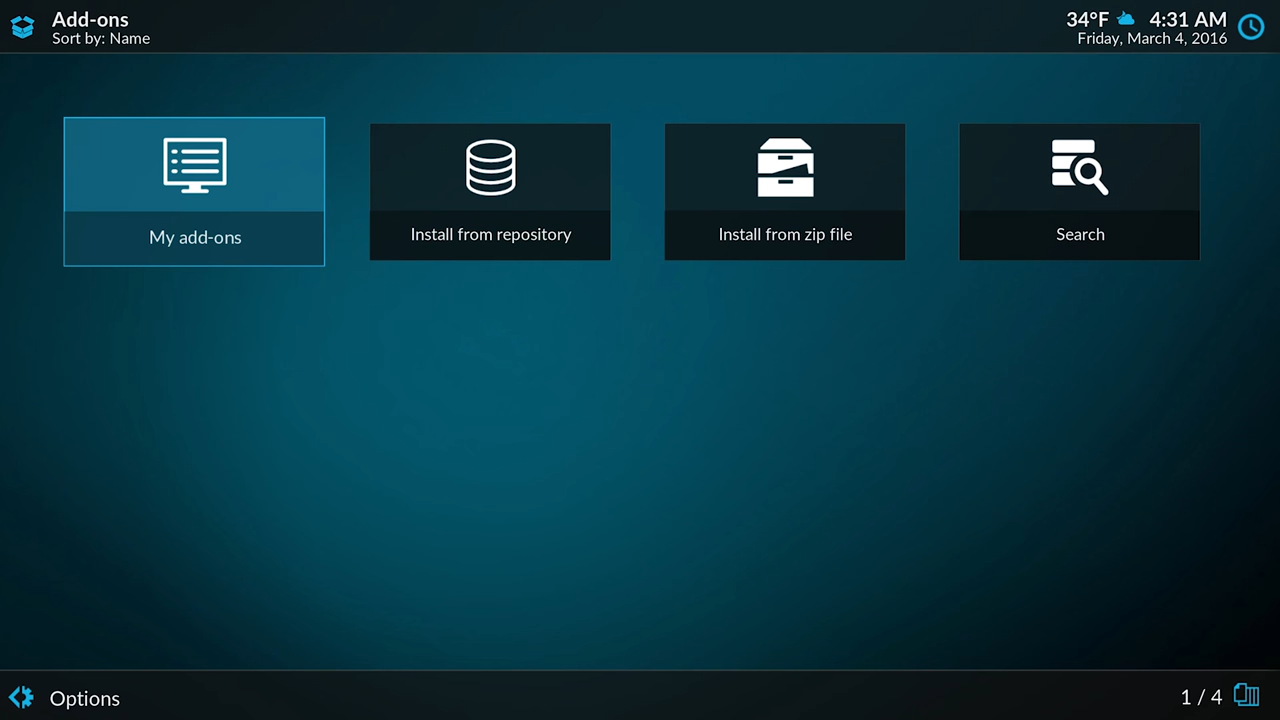 Add-ons
Sort by: Name
34°F 4:31 AM
Friday, March 4, 2016
My add-ons
Install from repository
Install from zip file
Search
Options
1 / 4